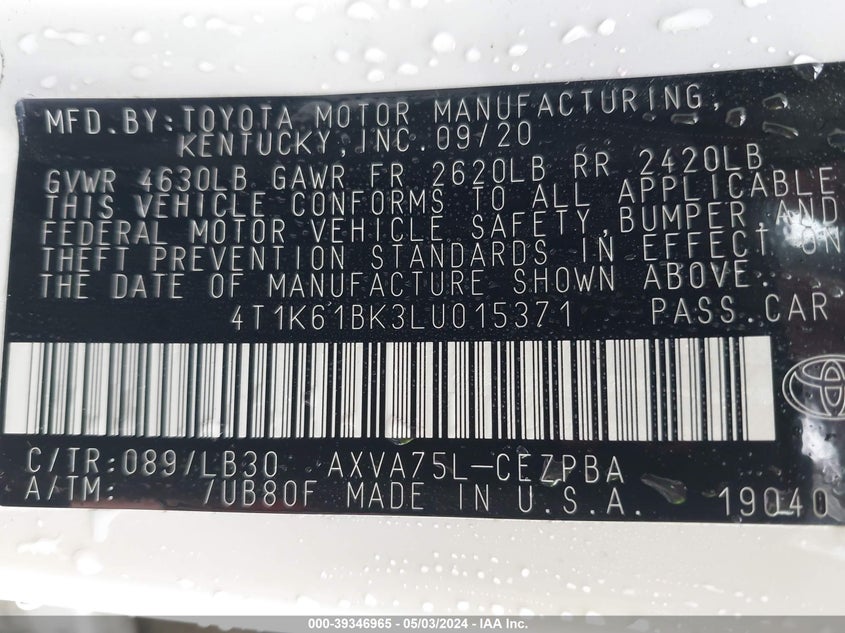 MFD.BY:TOYOTA MOTOR MANUFACTURING,
KENTUCKY,INC.09/20
GVWR 4630LB GAWR FR 2620LB RR 2420LB
THIS VEHICLE CONFORMS TO ALL APPLICABLE
FEDERAL MOTOR VEHICLE SAFETY,BUMPER,AND
THEFT PREVENTION STANDARDS IN EFFECT ON
THE DATE OF MANUFACTURE SHOWN ABOVE.
4T1K61BK3LU015371 PASS.CAR
C/TR:089/LB30 AXVA75L-CEZPBA
A/TM: /UB80F MADE IN U.S.A. 19040
000-39346965 - 05/03/2024 - IAA Inc.